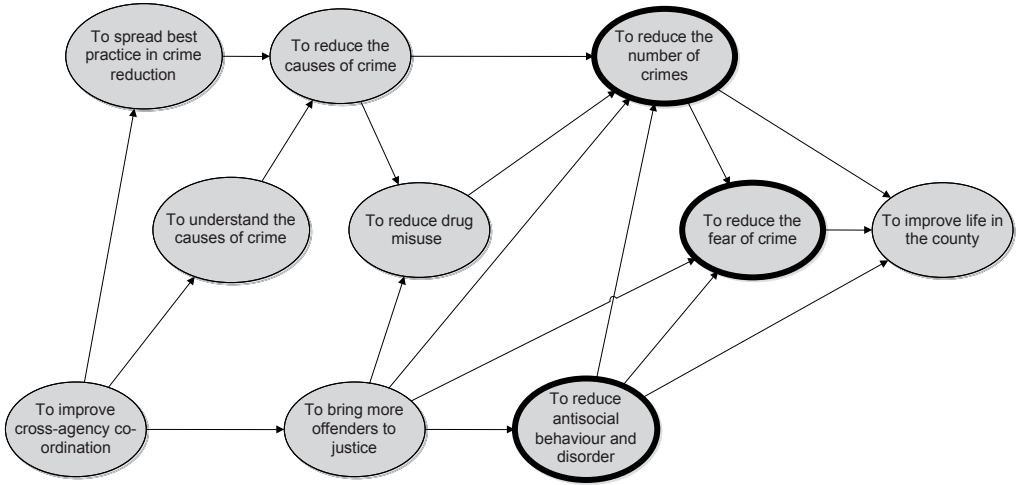 To spread best
practice in crime
reduction
To reduce the
causes of crime
To reduce the
number of
crimes
To understand the
causes of crime
To reduce drug
misuse
To reduce the
fear of crime
To improve life in
the county
To improve
cross-agency co-
ordination
To bring more
offenders to
justice
To reduce
antisocial
behaviour and
disorder